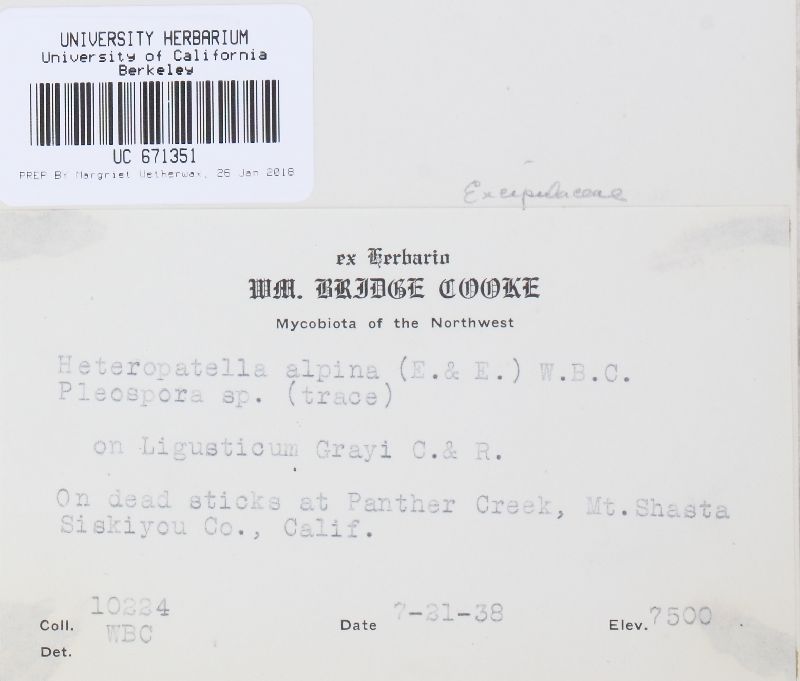 UNIVERSITY HERBARIUM
University of California
Berkeley
UC 671351
PREP By Margriet Wetherwax, 26 Jan 2016
Excipulaceae
ex Herbario
WM. BRIDGE COOKE
Mycobiota of the Northwest
Heteropatella alpina (E.& E.) W.B.C.
Pleospora sp. (trace)
on Ligusticum Grayi C.& R.
On dead sticks at Panther Creek, Mt.Shasta
Siskiyou Co., Calif.
Coll. 10224 Date 7-21-38 Elev. 7500
WBC
Det.